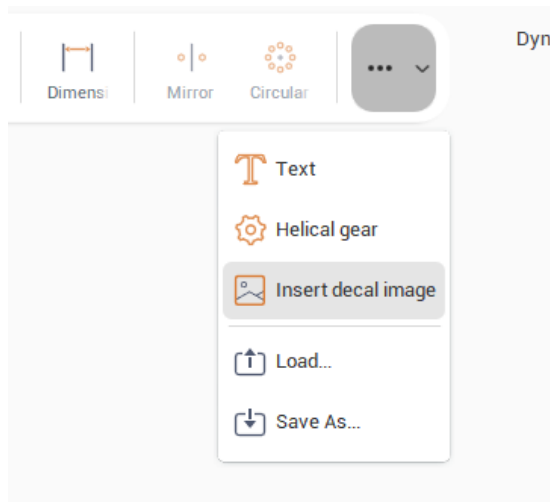 Dyn
Dimensi
Mirror
Circular
Text
Helical gear
Insert decal image
Load...
Save As...